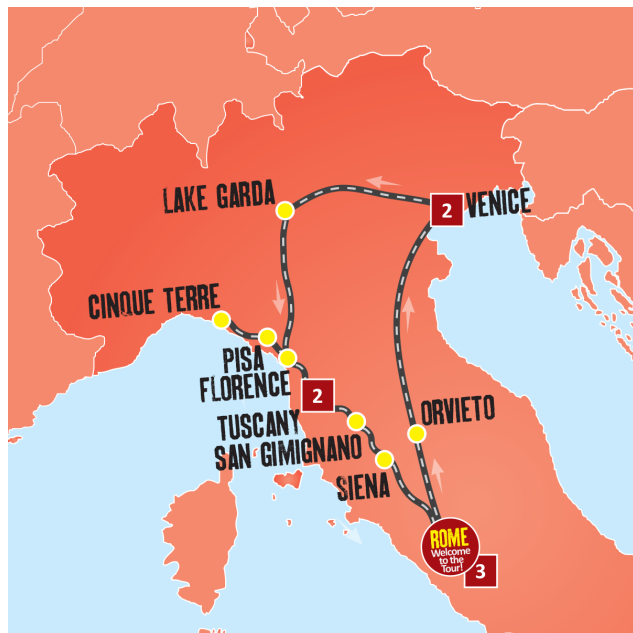 LAKE GARDA
2
VENICE
CINQUE TERRE
PISA
FLORENCE
2
TUSCANY
SAN GIMIGNANO
ORVIETO
SIENA
ROME
Welcome
to the
Tour!
3